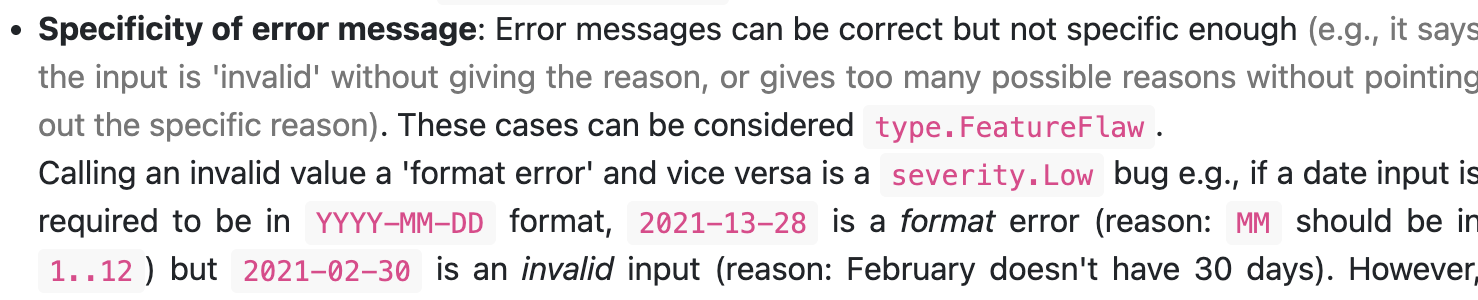 • Specificity of error message: Error messages can be correct but not specific enough (e.g., it says
the input is 'invalid' without giving the reason, or gives too many possible reasons without pointing
out the specific reason). These cases can be considered type.FeatureFlaw.
Calling an invalid value a 'format error' and vice versa is a severity.Low bug e.g., if a date input is
required to be in YYYY-MM-DD format, 2021-13-28 is a format error (reason: MM should be in
1..12) but 2021-02-30 is an invalid input (reason: February doesn't have 30 days). However,